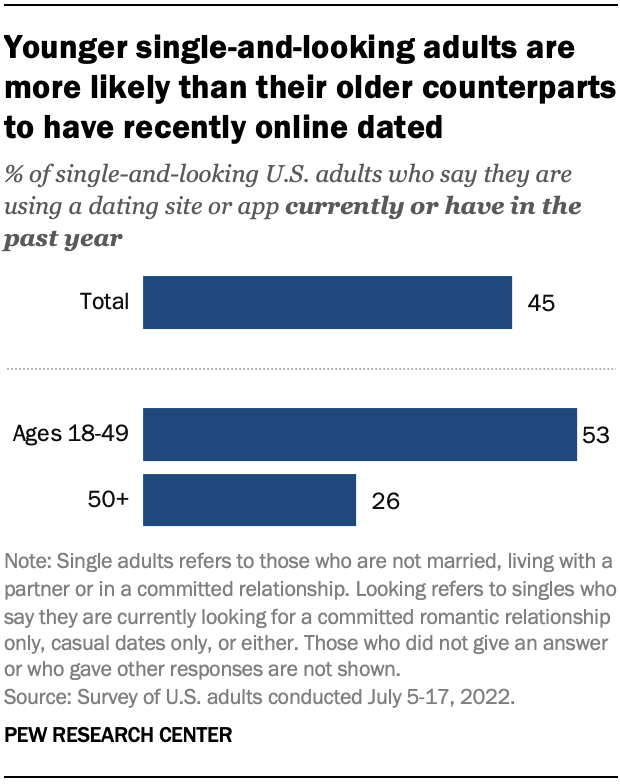 Younger single-and-looking adults are
more likely than their older counterparts
to have recently online dated
% of single-and-looking U.S. adults who say they are
using a dating site or app currently or have in the
past year
Total 45
Ages 18-49 53
50+ 26
Note: Single adults refers to those who are not married, living with a
partner or in a committed relationship. Looking refers to singles who
say they are currently looking for a committed romantic relationship
only, casual dates only, or either. Those who did not give an answer
or who gave other responses are not shown.
Source: Survey of U.S. adults conducted July 5-17, 2022.
PEW RESEARCH CENTER